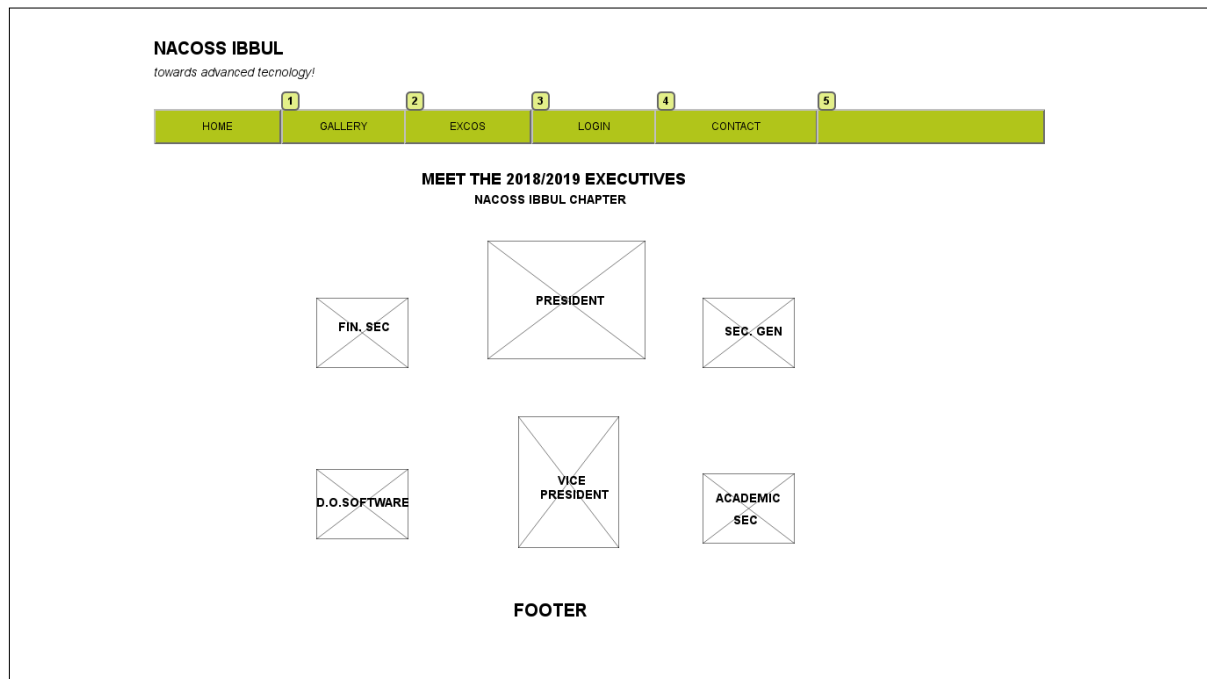 NACOSS IBBUL
towards advanced tecnology!
1 2 3 4 5
HOME GALLERY EXCOS LOGIN CONTACT
MEET THE 2018/2019 EXECUTIVES
NACOSS IBBUL CHAPTER
PRESIDENT
FIN. SEC
SEC. GEN
VICE
PRESIDENT
D.O.SOFTWARE
ACADEMIC
SEC
FOOTER